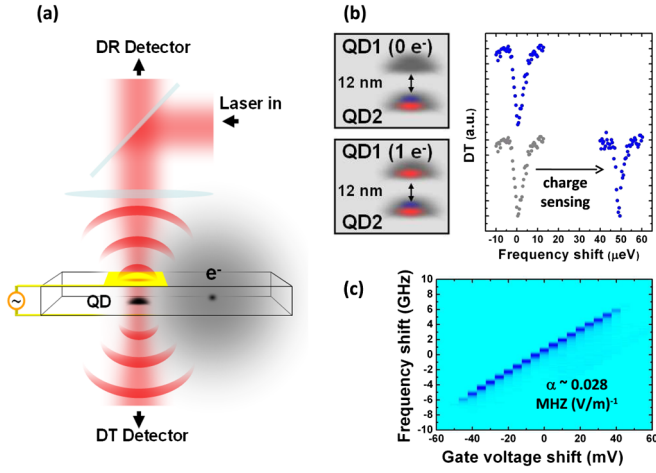 (a)
DR Detector
Laser in
e-
~
QD
DT Detector
(b)
QD1 (0 e-)
12 nm
QD2
QD1 (1 e-)
12 nm
QD2
DT (a.u.)
charge
sensing
-10 0 10 20 30 40 50 60
Frequency shift (μeV)
(c)
Frequency shift (GHz)
10
8
6
4
2
0
-2
-4
-6
-8
-10
α ~ 0.028
MHZ (V/m)-1
-60 -40 -20 0 20 40 60
Gate voltage shift (mV)